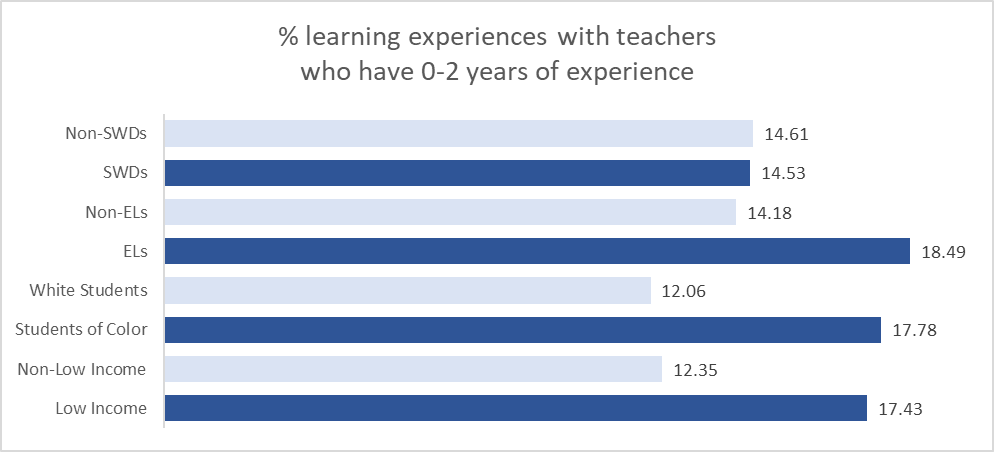 % learning experiences with teachers
who have 0-2 years of experience
Non-SWDs 14.61
SWDs 14.53
Non-ELs 14.18
ELs 18.49
White Students 12.06
Students of Color 17.78
Non-Low Income 12.35
Low Income 17.43